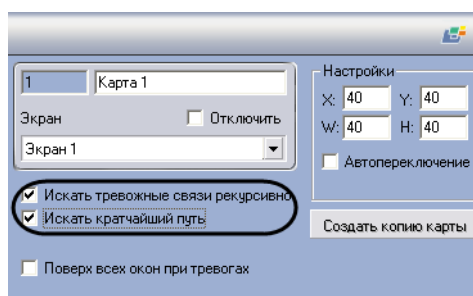 1 Карта 1
Экран Отключить
Экран 1
Искать тревожные связи рекурсивно
Искать кратчайший путь
Поверх всех окон при тревогах
Настройки
X: 40 Y: 40
W: 40 H: 40
Автопереключение
Создать копию карты